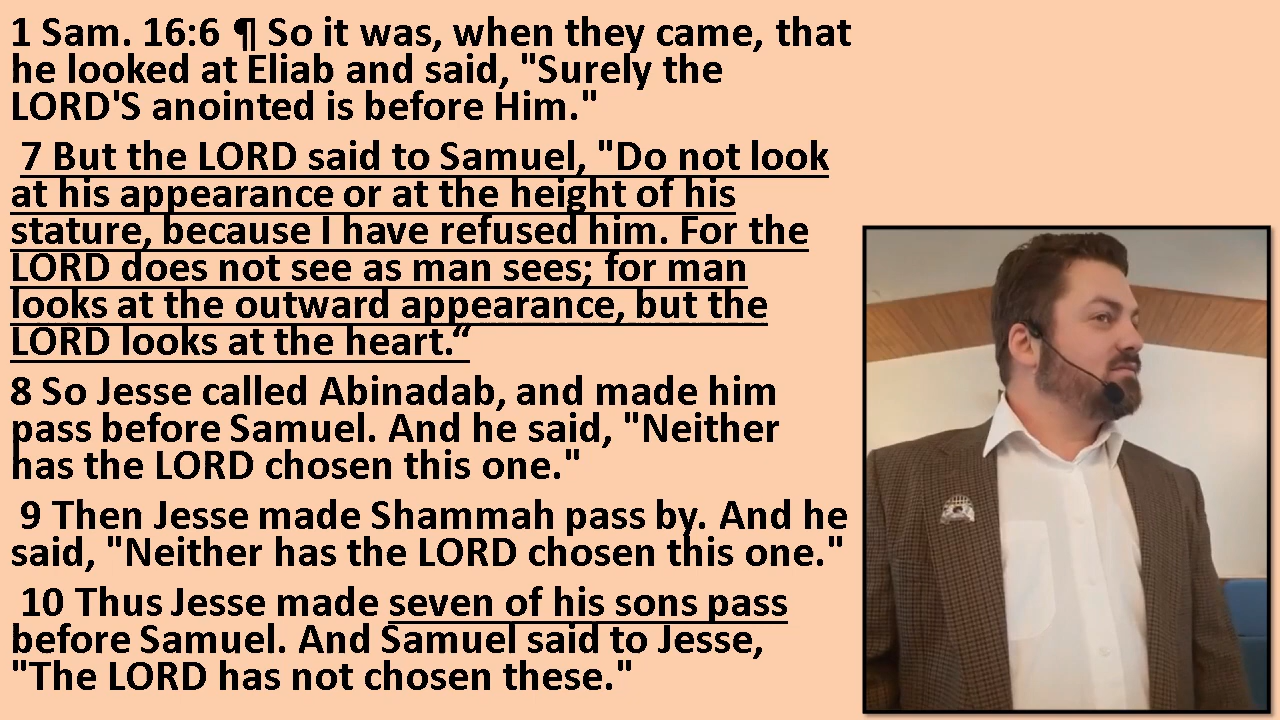 1 Sam. 16:6 ¶ So it was, when they came, that
he looked at Eliab and said, "Surely the
LORD'S anointed is before Him."
7 But the LORD said to Samuel, "Do not look
at his appearance or at the height of his
stature, because I have refused him. For the
LORD does not see as man sees; for man
looks at the outward appearance, but the
LORD looks at the heart.“
8 So Jesse called Abinadab, and made him
pass before Samuel. And he said, "Neither
has the LORD chosen this one."
9 Then Jesse made Shammah pass by. And he
said, "Neither has the LORD chosen this one."
10 Thus Jesse made seven of his sons pass
before Samuel. And Samuel said to Jesse,
"The LORD has not chosen these."